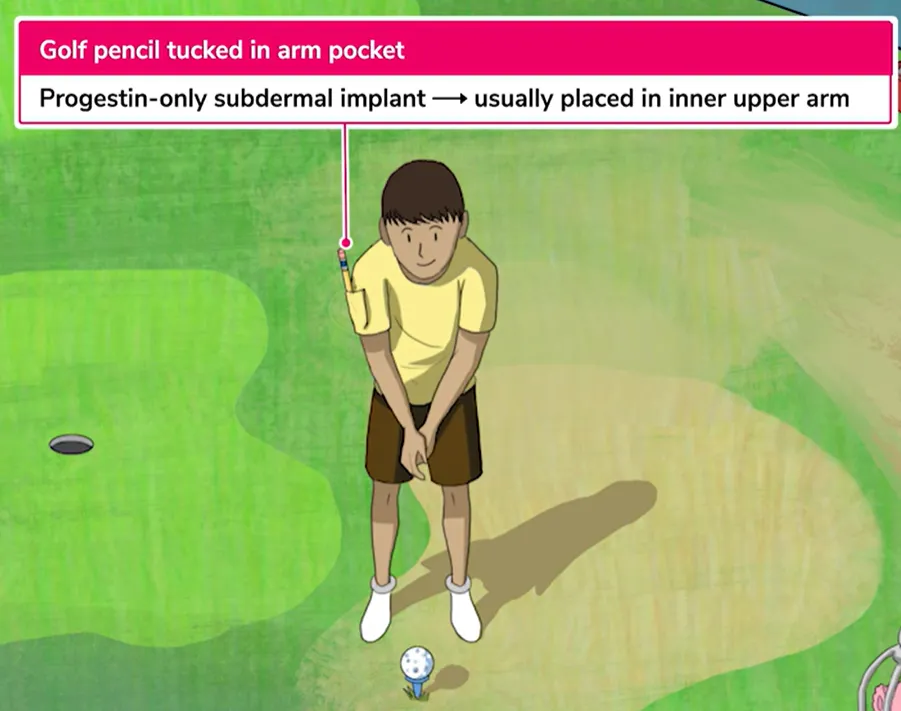 Golf pencil tucked in arm pocket
Progestin-only subdermal implant → usually placed in inner upper arm